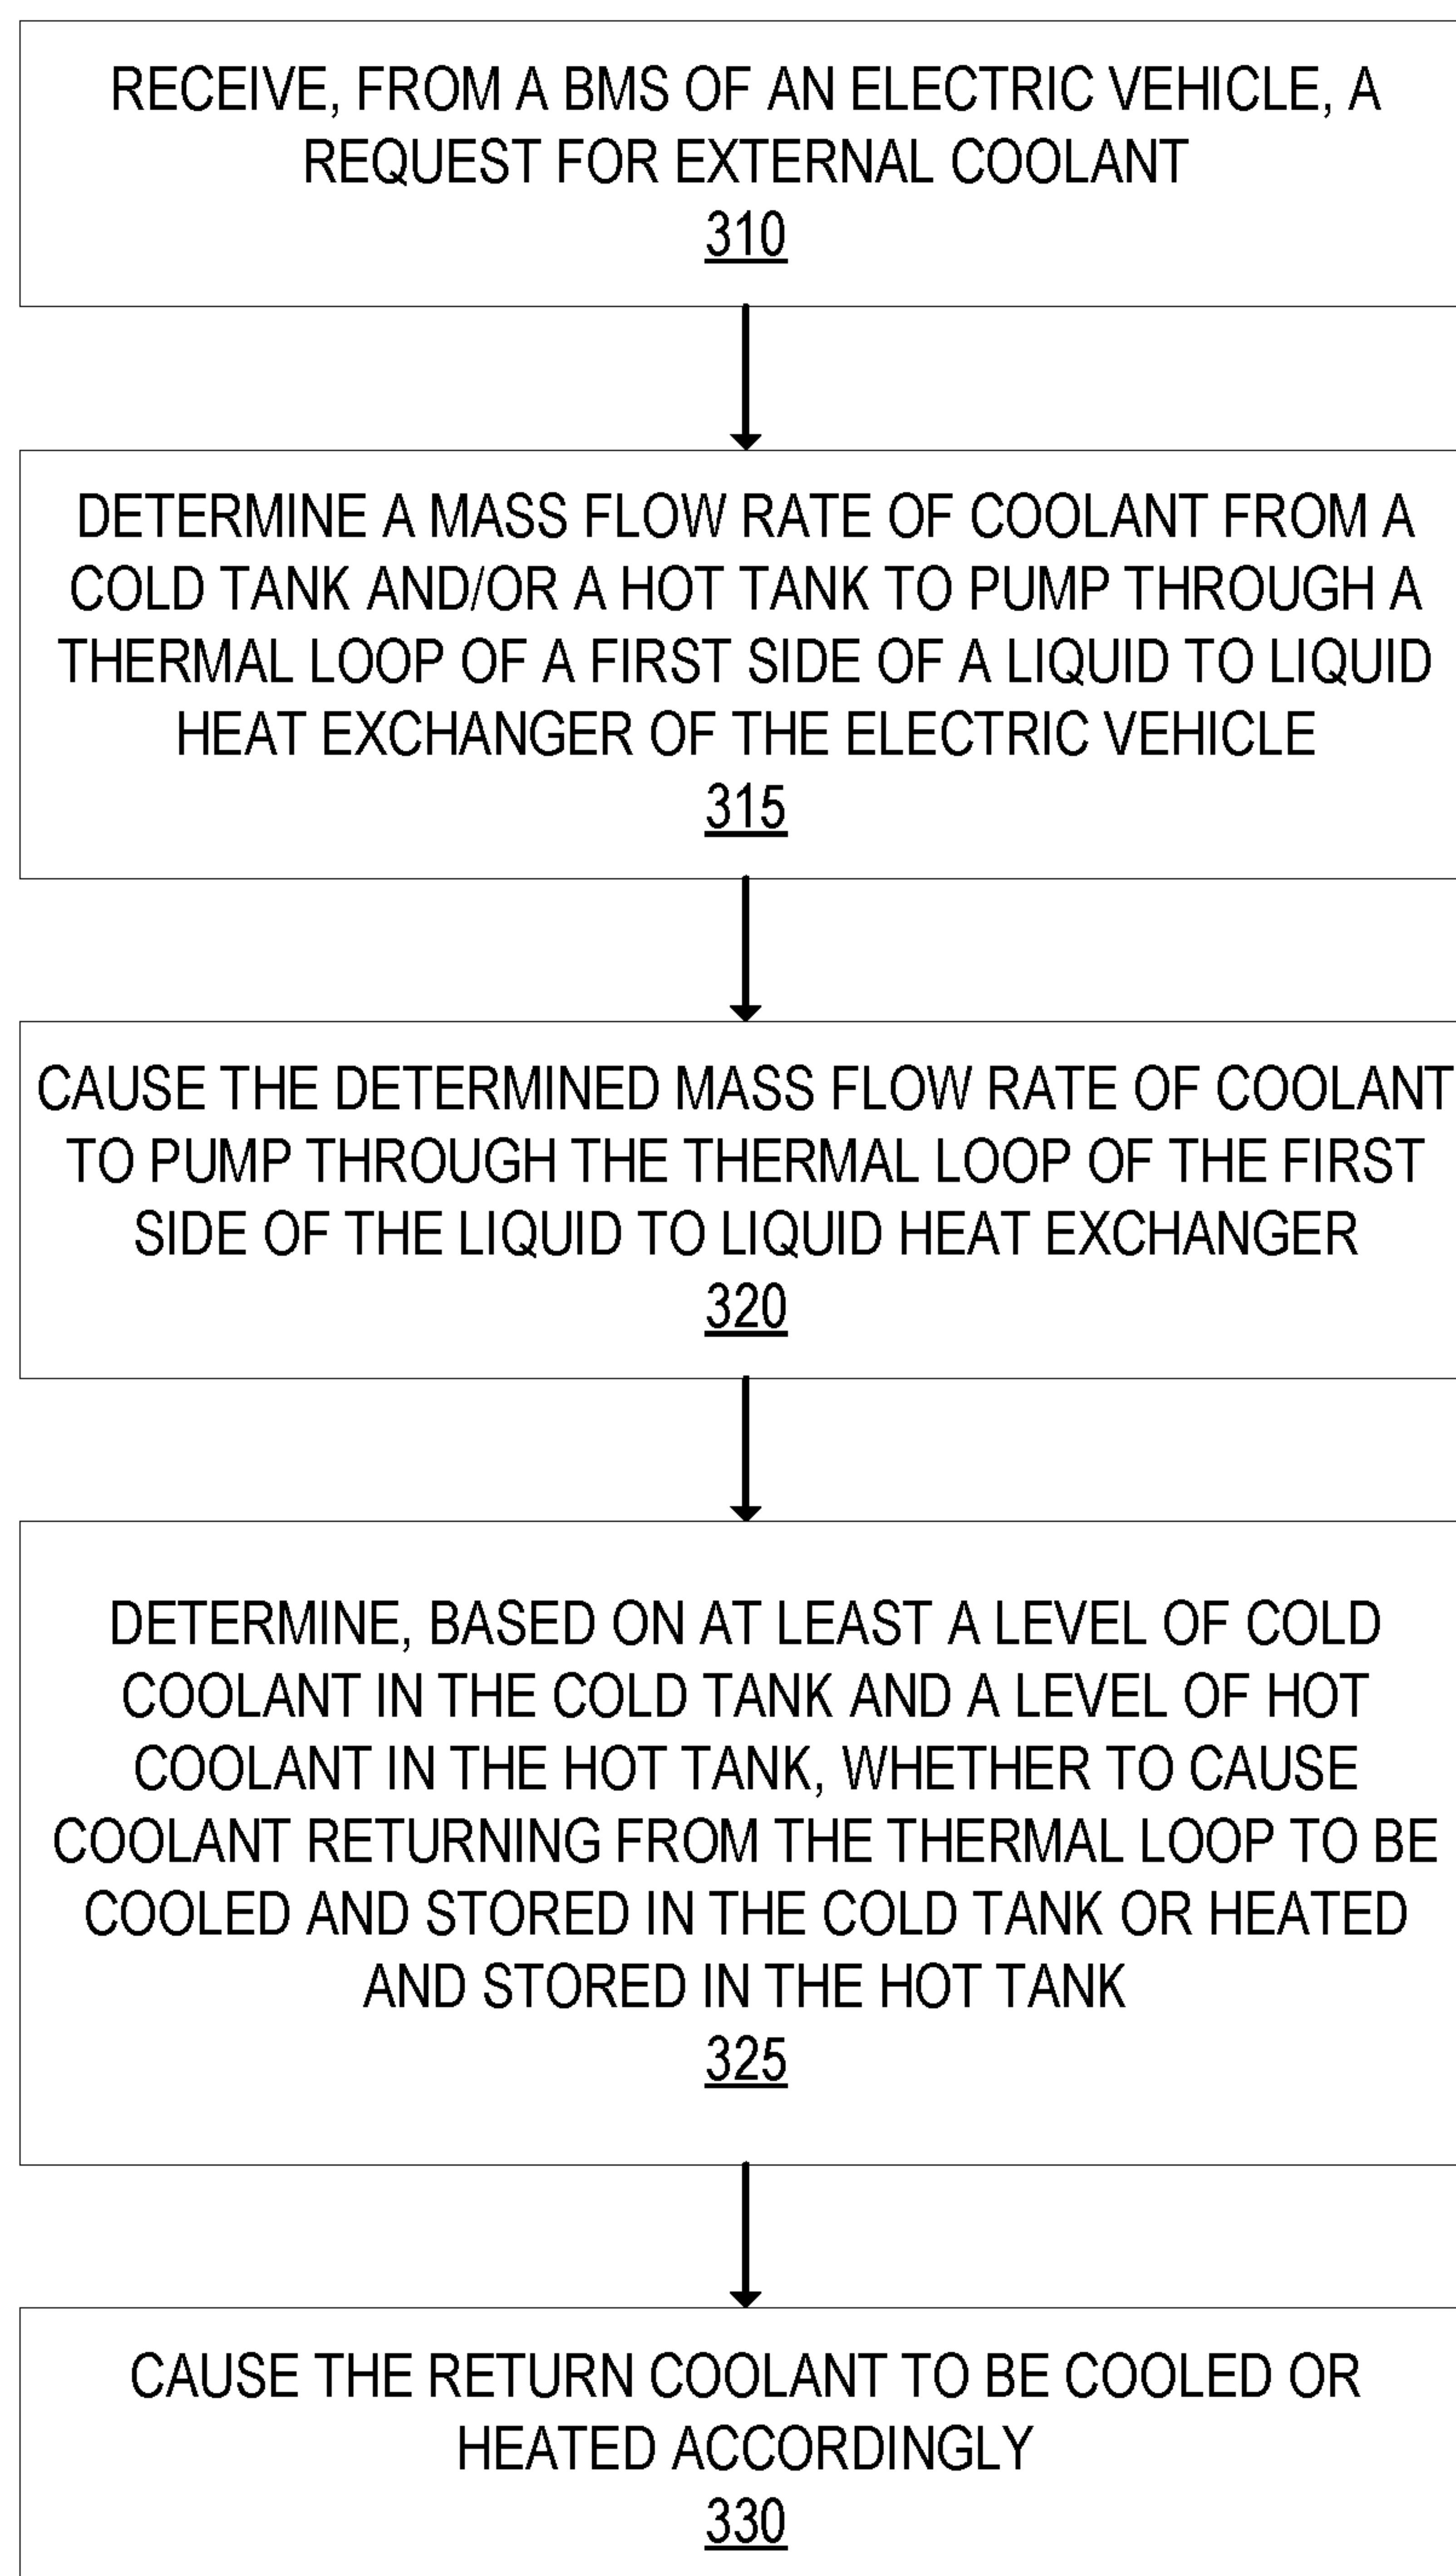 RECEIVE, FROM A BMS OF AN ELECTRIC VEHICLE, A
REQUEST FOR EXTERNAL COOLANT
310
DETERMINE A MASS FLOW RATE OF COOLANT FROM A
COLD TANK AND/OR A HOT TANK TO PUMP THROUGH A
THERMAL LOOP OF A FIRST SIDE OF A LIQUID TO LIQUID
HEAT EXCHANGER OF THE ELECTRIC VEHICLE
315
CAUSE THE DETERMINED MASS FLOW RATE OF COOLANT
TO PUMP THROUGH THE THERMAL LOOP OF THE FIRST
SIDE OF THE LIQUID TO LIQUID HEAT EXCHANGER
320
DETERMINE, BASED ON AT LEAST A LEVEL OF COLD
COOLANT IN THE COLD TANK AND A LEVEL OF HOT
COOLANT IN THE HOT TANK, WHETHER TO CAUSE
COOLANT RETURNING FROM THE THERMAL LOOP TO BE
COOLED AND STORED IN THE COLD TANK OR HEATED
AND STORED IN THE HOT TANK
325
CAUSE THE RETURN COOLANT TO BE COOLED OR
HEATED ACCORDINGLY
330